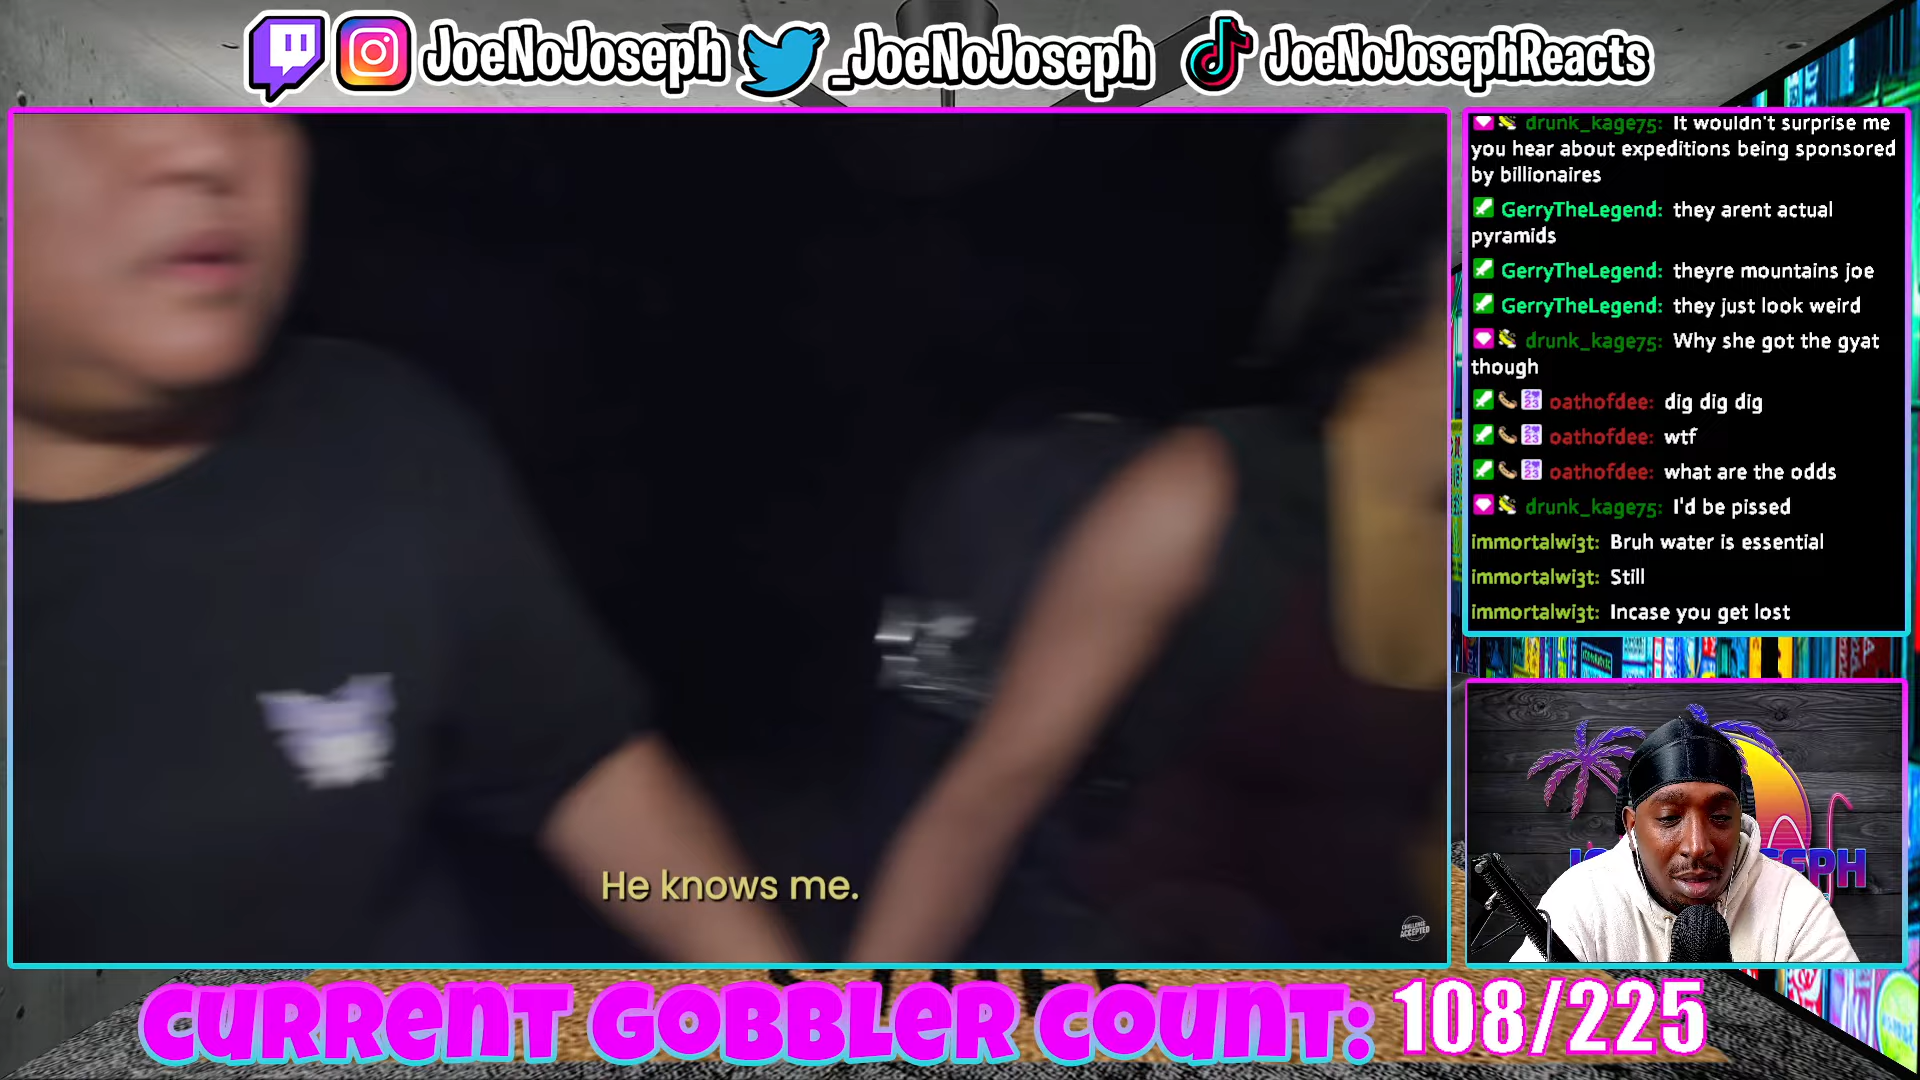 JoeNoJoseph _JoeNoJoseph JoeNoJosephReacts
drunk_kage75: It wouldn't surprise me
you hear about expeditions being sponsored
by billionaires
GerryTheLegend: they arent actual
pyramids
GerryTheLegend: theyre mountains joe
GerryTheLegend: they just look weird
drunk_kage75: Why she got the gyat
though
oathofdee: dig dig dig
oathofdee: wtf
oathofdee: what are the odds
drunk_kage75: I'd be pissed
immortalwi3t: Bruh water is essential
immortalwi3t: Still
immortalwi3t: Incase you get lost
He knows me.
CHALLENGE
ACCEPTED
CURRENT GOBBLER COUNT: 108/225